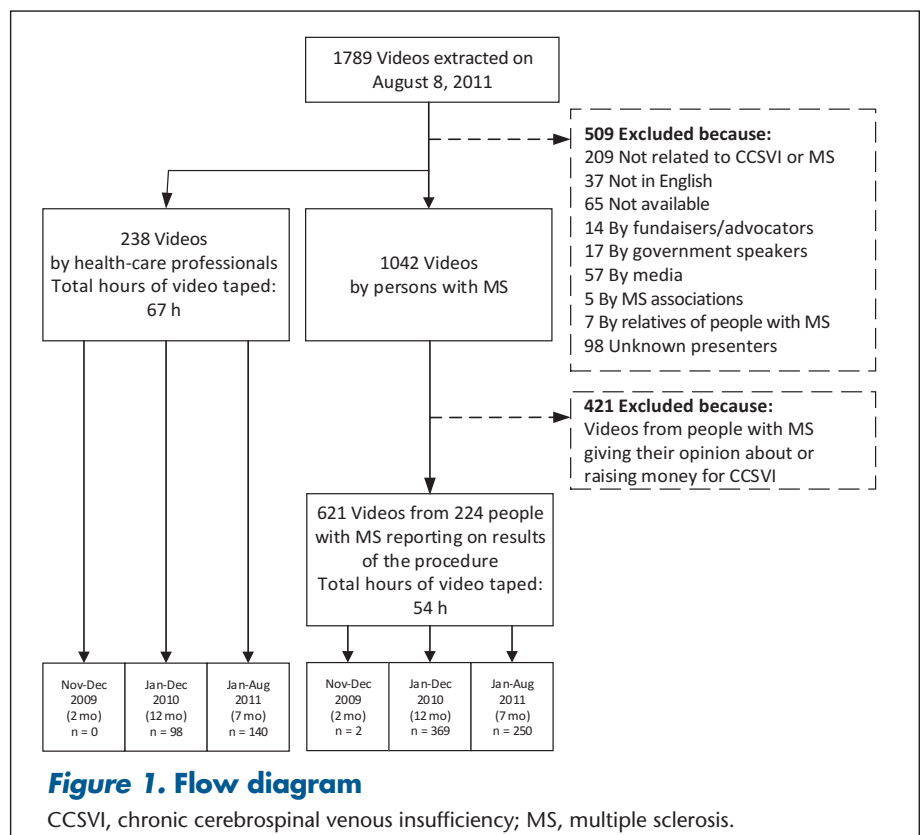 1789 Videos extracted on
August 8, 2011
509 Excluded because:
209 Not related to CCSVI or MS
37 Not in English
65 Not available
14 By fundaisers/advocators
17 By government speakers
57 By media
5 By MS associations
7 By relatives of people with MS
98 Unknown presenters
238 Videos
by health-care professionals
Total hours of video taped:
67 h
1042 Videos
by persons with MS
421 Excluded because:
Videos from people with MS
giving their opinion about or
raising money for CCSVI
621 Videos from 224 people
with MS reporting on results
of the procedure
Total hours of video taped:
54 h
Nov-Dec
2009
(2 mo)
n = 0
Jan-Dec
2010
(12 mo)
n = 98
Jan-Aug
2011
(7 mo)
n = 140
Nov-Dec
2009
(2 mo)
n = 2
Jan-Dec
2010
(12 mo)
n = 369
Jan-Aug
2011
(7 mo)
n = 250
Figure 1. Flow diagram
CCSVI, chronic cerebrospinal venous insufficiency; MS, multiple sclerosis.